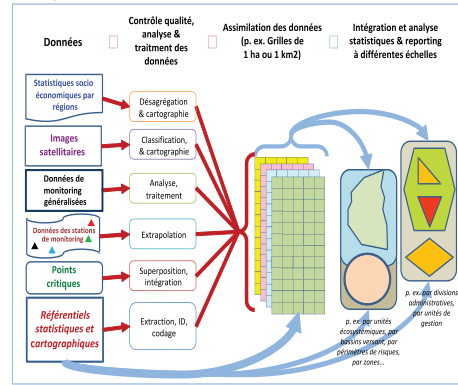 Données
Contrôle qualité,
analyse &
traitment des
données
Assimilation des données
(p. ex. Grilles de
1 ha ou 1 km2)
Intégration et analyse
statistiques & reporting
à différentes échelles
Statistiques socio
économiques par
régions
Images
satellitaires
Données de
monitoring
généralisées
Données des stations
de monitoring
Points
critiques
Référentiels
statistiques et
cartographiques
Désagrégation
& cartographie
Classification,
& cartographie
Analyse,
traitement
Extrapolation
Superposition,
intégration
Extraction, ID,
codage
p. ex. par unités
écosystémiques, par
bassins versant, par
périmètres de risques,
par zones...
p. ex. par divisions
administratives,
par unités de
gestion